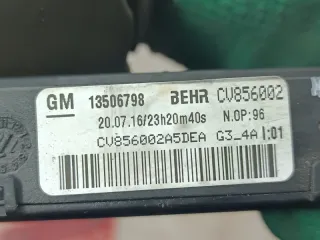 GM 13506798 BEHR CV856002
20.07.16/23h20m40s N.OP:96
CV856002A5DEA G3_4A I:01